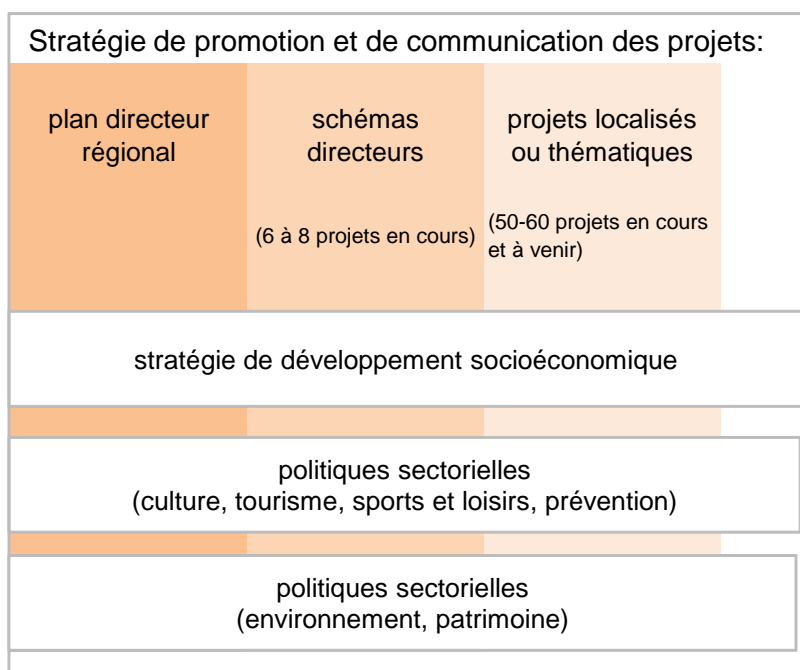 Stratégie de promotion et de communication des projets:
plan directeur
régional
schémas
directeurs
(6 à 8 projets en cours)
projets localisés
ou thématiques
(50-60 projets en cours
et à venir)
stratégie de développement socioéconomique
politiques sectorielles
(culture, tourisme, sports et loisirs, prévention)
politiques sectorielles
(environnement, patrimoine)